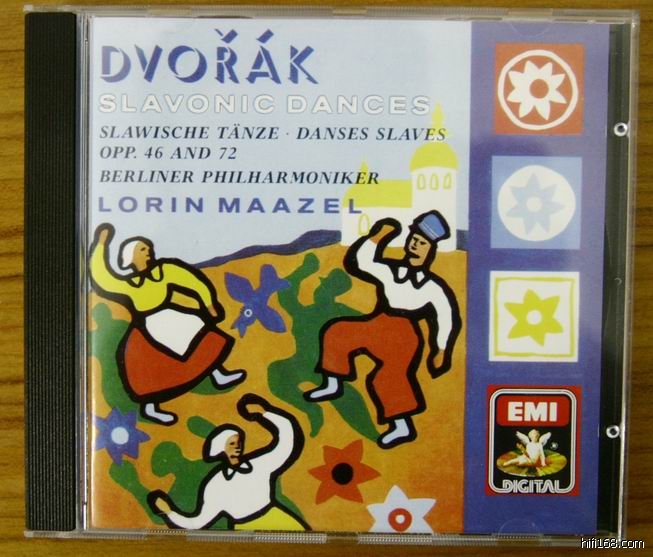 DVOŘÁK
SLAVONIC DANCES
SLAWISCHE TÄNZE · DANSES SLAVES
OPP. 46 AND 72
BERLINER PHILHARMONIKER
LORIN MAAZEL
EMI
DIGITAL
hifi168.com